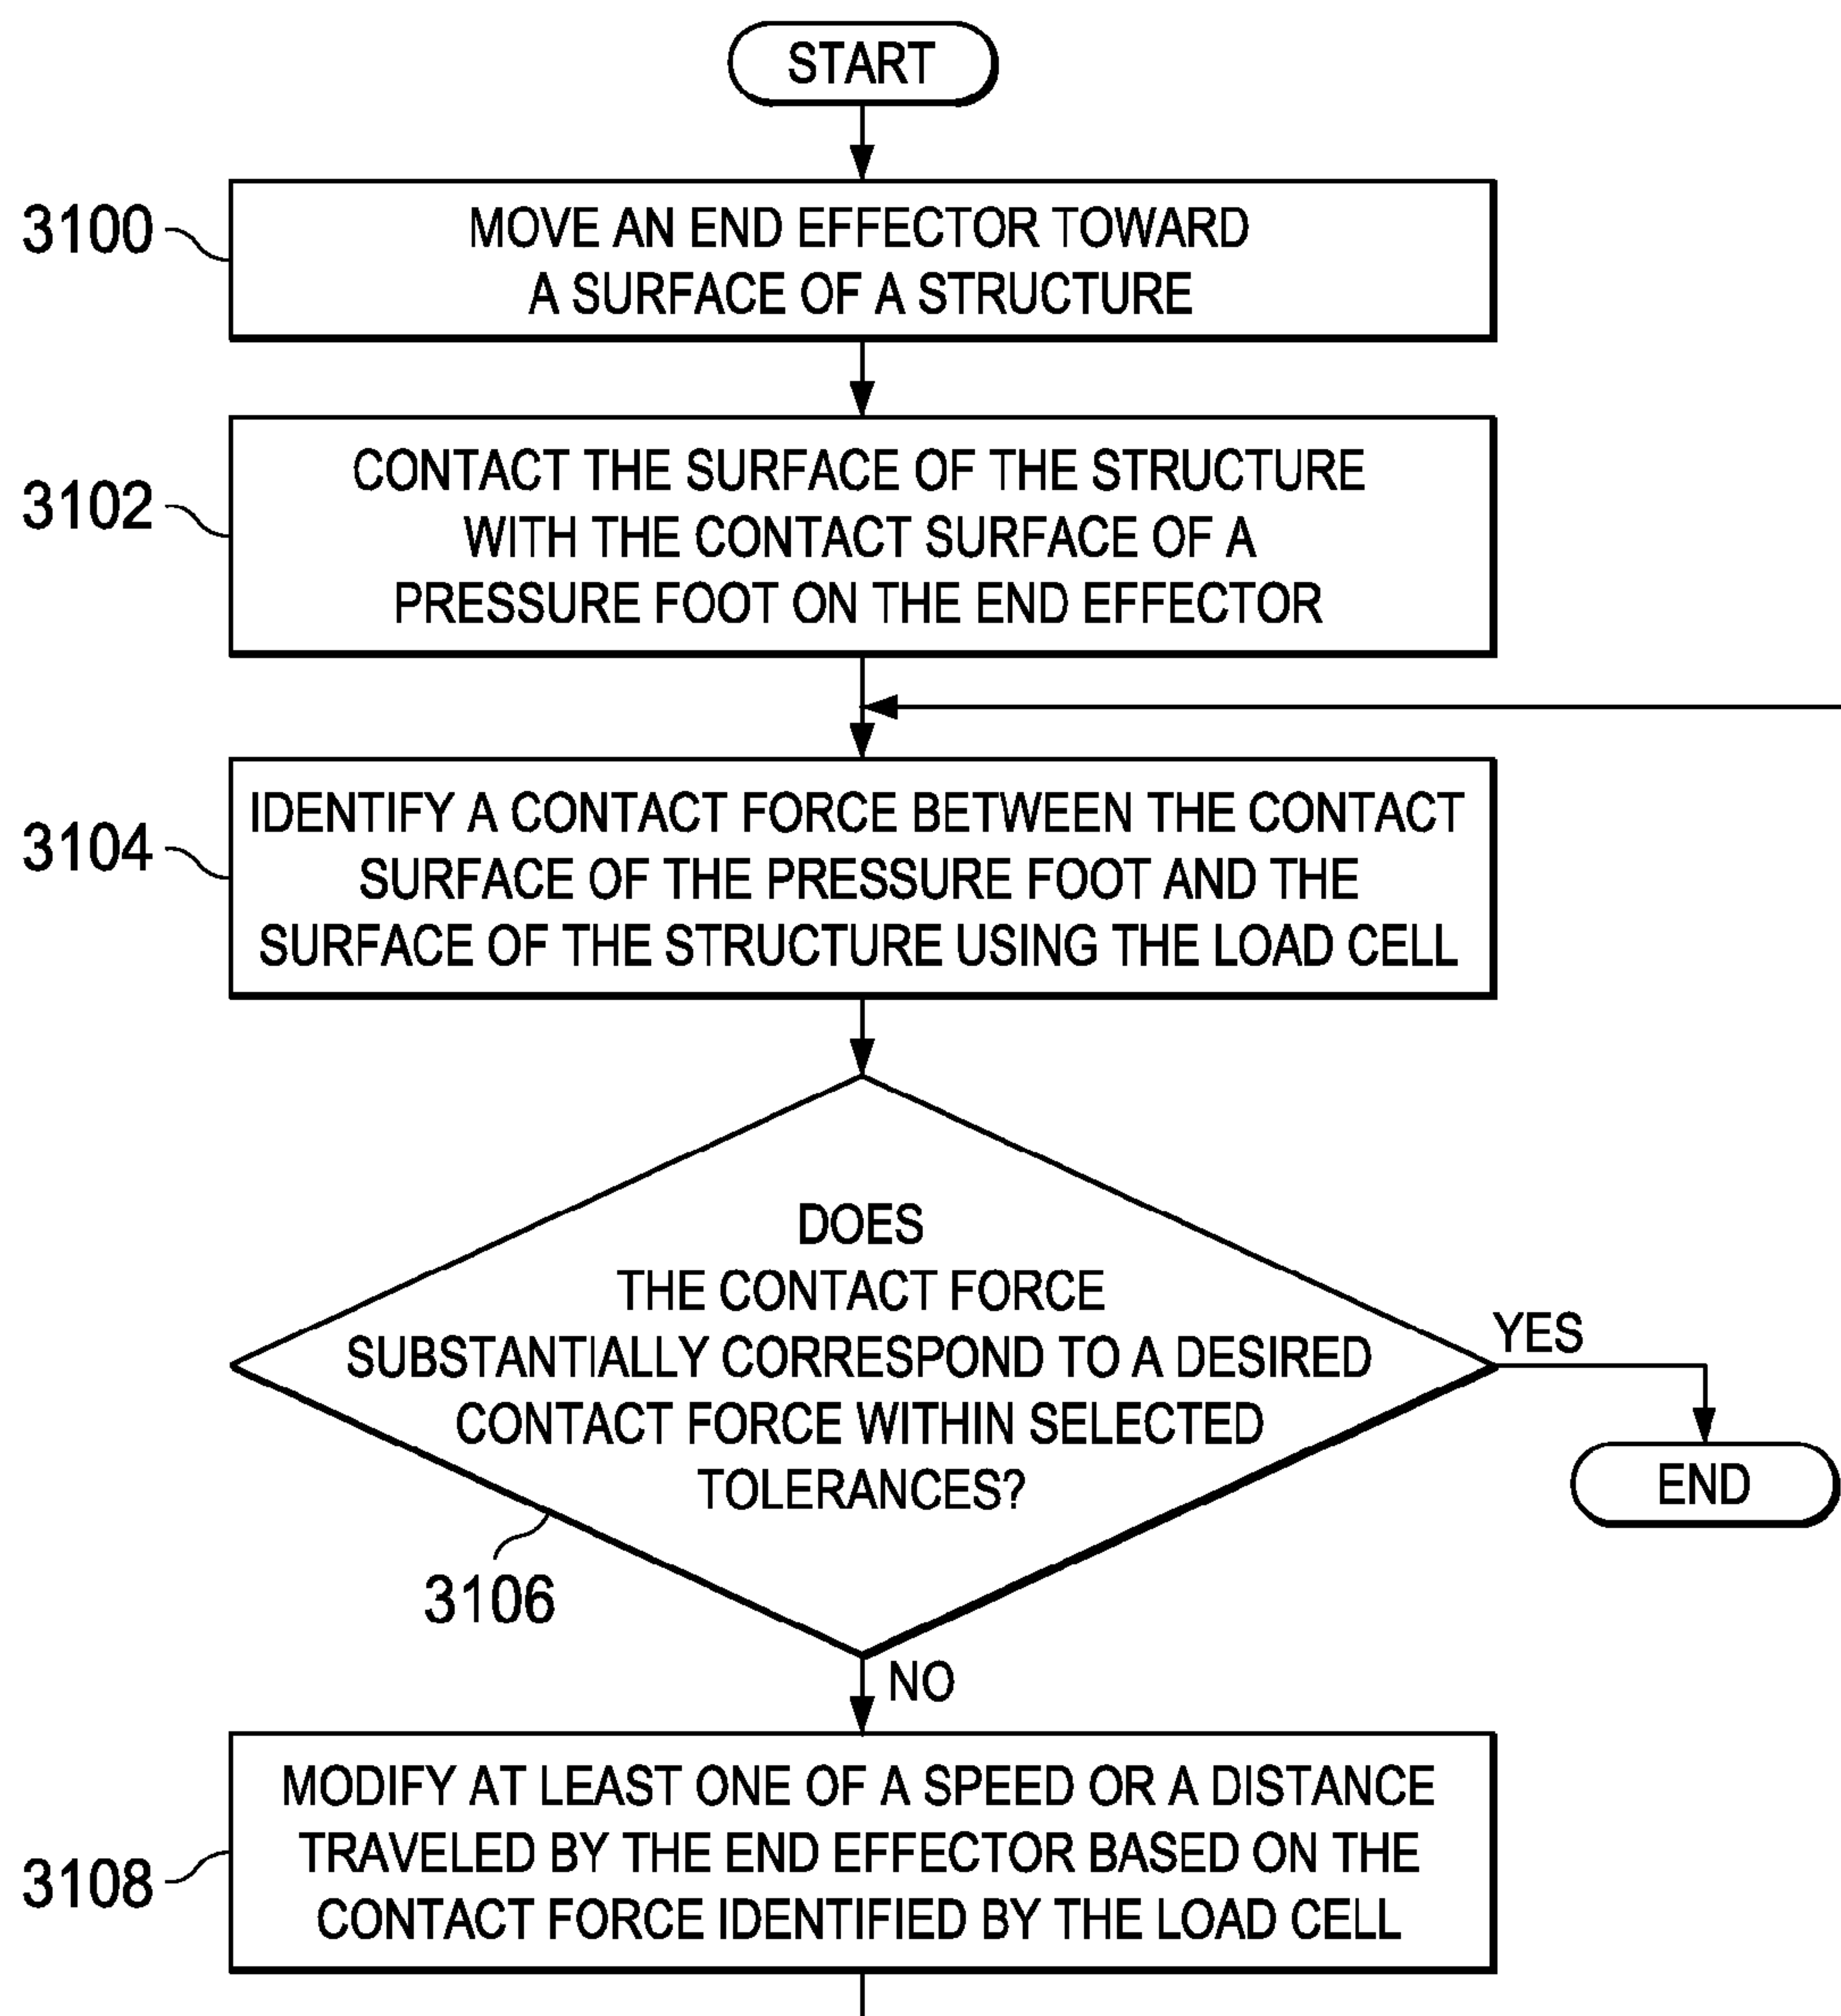 START
3100
MOVE AN END EFFECTOR TOWARD
A SURFACE OF A STRUCTURE
3102
CONTACT THE SURFACE OF THE STRUCTURE
WITH THE CONTACT SURFACE OF A
PRESSURE FOOT ON THE END EFFECTOR
3104
IDENTIFY A CONTACT FORCE BETWEEN THE CONTACT
SURFACE OF THE PRESSURE FOOT AND THE
SURFACE OF THE STRUCTURE USING THE LOAD CELL
DOES
THE CONTACT FORCE
SUBSTANTIALLY CORRESPOND TO A DESIRED
CONTACT FORCE WITHIN SELECTED
TOLERANCES?
YES
END
3106
NO
3108
MODIFY AT LEAST ONE OF A SPEED OR A DISTANCE
TRAVELED BY THE END EFFECTOR BASED ON THE
CONTACT FORCE IDENTIFIED BY THE LOAD CELL